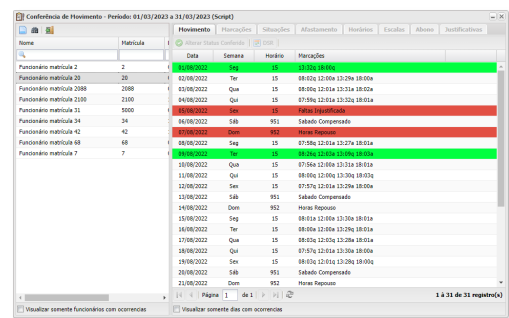 Conferência de Movimento - Período: 01/03/2023 a 31/03/2023 (Script)
Nome Matrícula
Funcionário matrícula 2 2
Funcionário matrícula 20 20
Funcionário matrícula 2088 2088
Funcionário matrícula 2100 2100
Funcionário matrícula 31 5000
Funcionário matrícula 34 34
Funcionário matrícula 42 42
Funcionário matrícula 68 68
Funcionário matrícula 7 7
Visualizar somente funcionários com ocorrencias
Movimento Marcações Situações Afastamento Horários Escalas Abono Justificativas
Alterar Status Conferido DSR
Data Semana Horário Marcações
01/08/2022 Seg 15 13:22q 18:00q
02/08/2022 Ter 15 08:02q 12:00a 13:29a 18:00a
03/08/2022 Qua 15 08:00q 12:01a 13:31a 18:02a
04/08/2022 Qui 15 07:59q 12:01a 13:32q 18:01a
05/08/2022 Sex 15 Faltas Injustificada
06/08/2022 Sáb 951 Sabado Compensado
07/08/2022 Dom 952 Horas Repouso
08/08/2022 Seg 15 07:58q 12:01a 13:27a 18:01a
09/08/2022 Ter 15 08:26q 12:03a 13:09q 18:03a
10/08/2022 Qua 15 07:56a 12:00a 13:31a 18:01a
11/08/2022 Qui 15 08:00q 12:00q 13:30q 18:03q
12/08/2022 Sex 15 07:57q 12:01a 13:29a 18:00a
13/08/2022 Sáb 951 Sabado Compensado
14/08/2022 Dom 952 Horas Repouso
15/08/2022 Seg 15 08:01a 12:00a 13:30a 18:01a
16/08/2022 Ter 15 08:00a 12:00a 13:29q 18:01a
17/08/2022 Qua 15 08:03q 12:03q 13:28a 18:01a
18/08/2022 Qui 15 07:57q 12:01a 13:30a 18:00a
19/08/2022 Sex 15 08:03q 12:01q 13:28q 18:00q
20/08/2022 Sáb 951 Sabado Compensado
21/08/2022 Dom 952 Horas Repouso
Página 1 de 1 1 à 31 de 31 registro(s)
Visualizar somente dias com ocorrencias